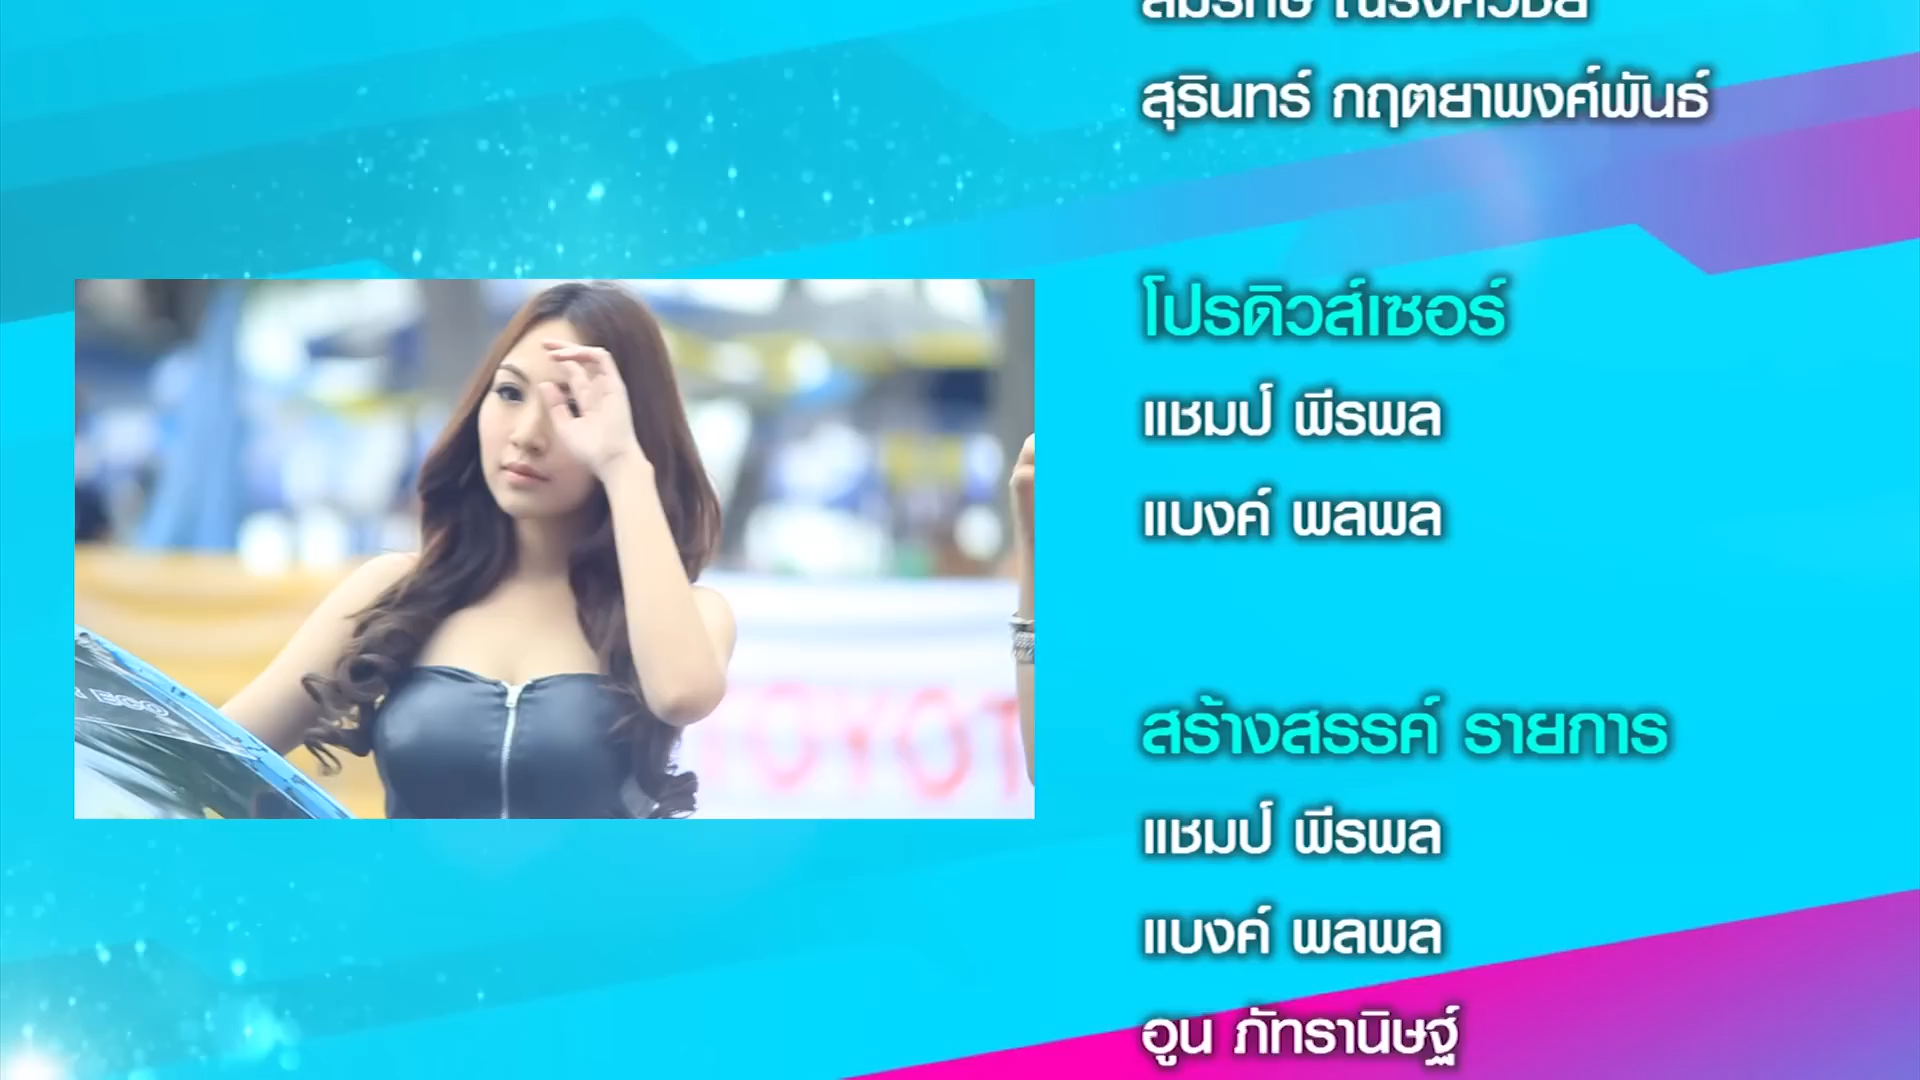 สุรินทร์ กฤตยาพงศ์พันธ์
โปรดิวส์เซอร์
แชมป์ พีรพล
แบงค์ พลพล
สร้างสรรค์ รายการ
แชมป์ พีรพล
แบงค์ พลพล
อูน ภัทรานิษฐ์
ECO
TOYOT